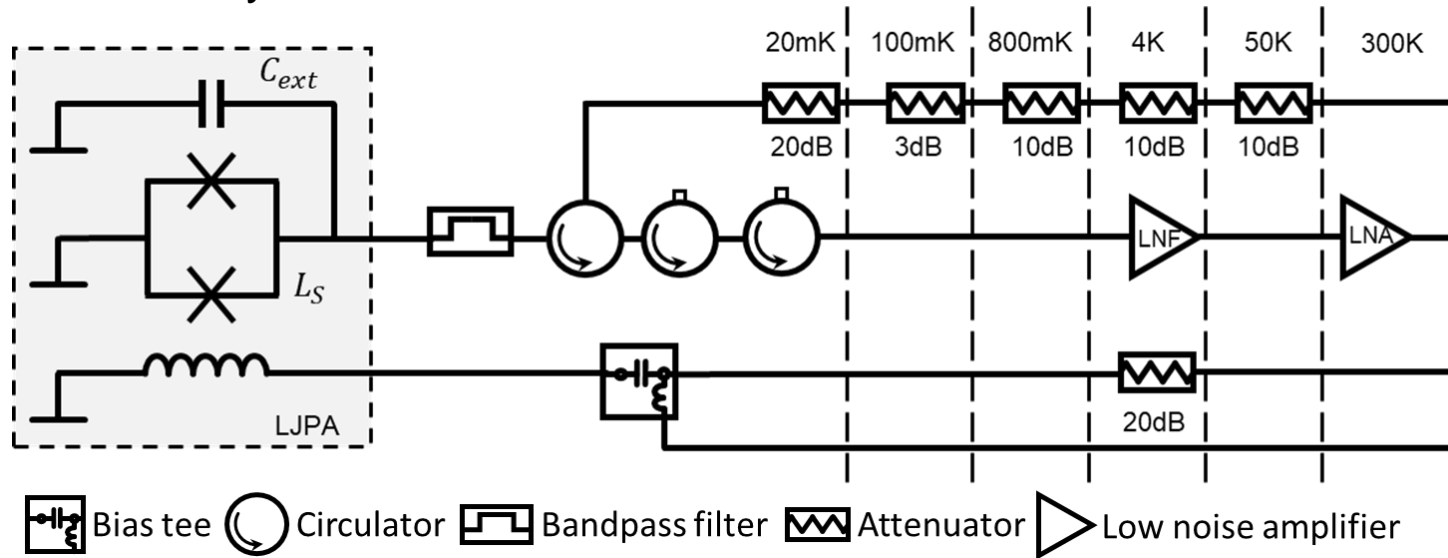 20mK 100mK 800mK 4K 50K 300K
C_ext
20dB 3dB 10dB 10dB 10dB
LNF LNA
L_S
LJPA
20dB
Bias tee Circulator Bandpass filter Attenuator Low noise amplifier